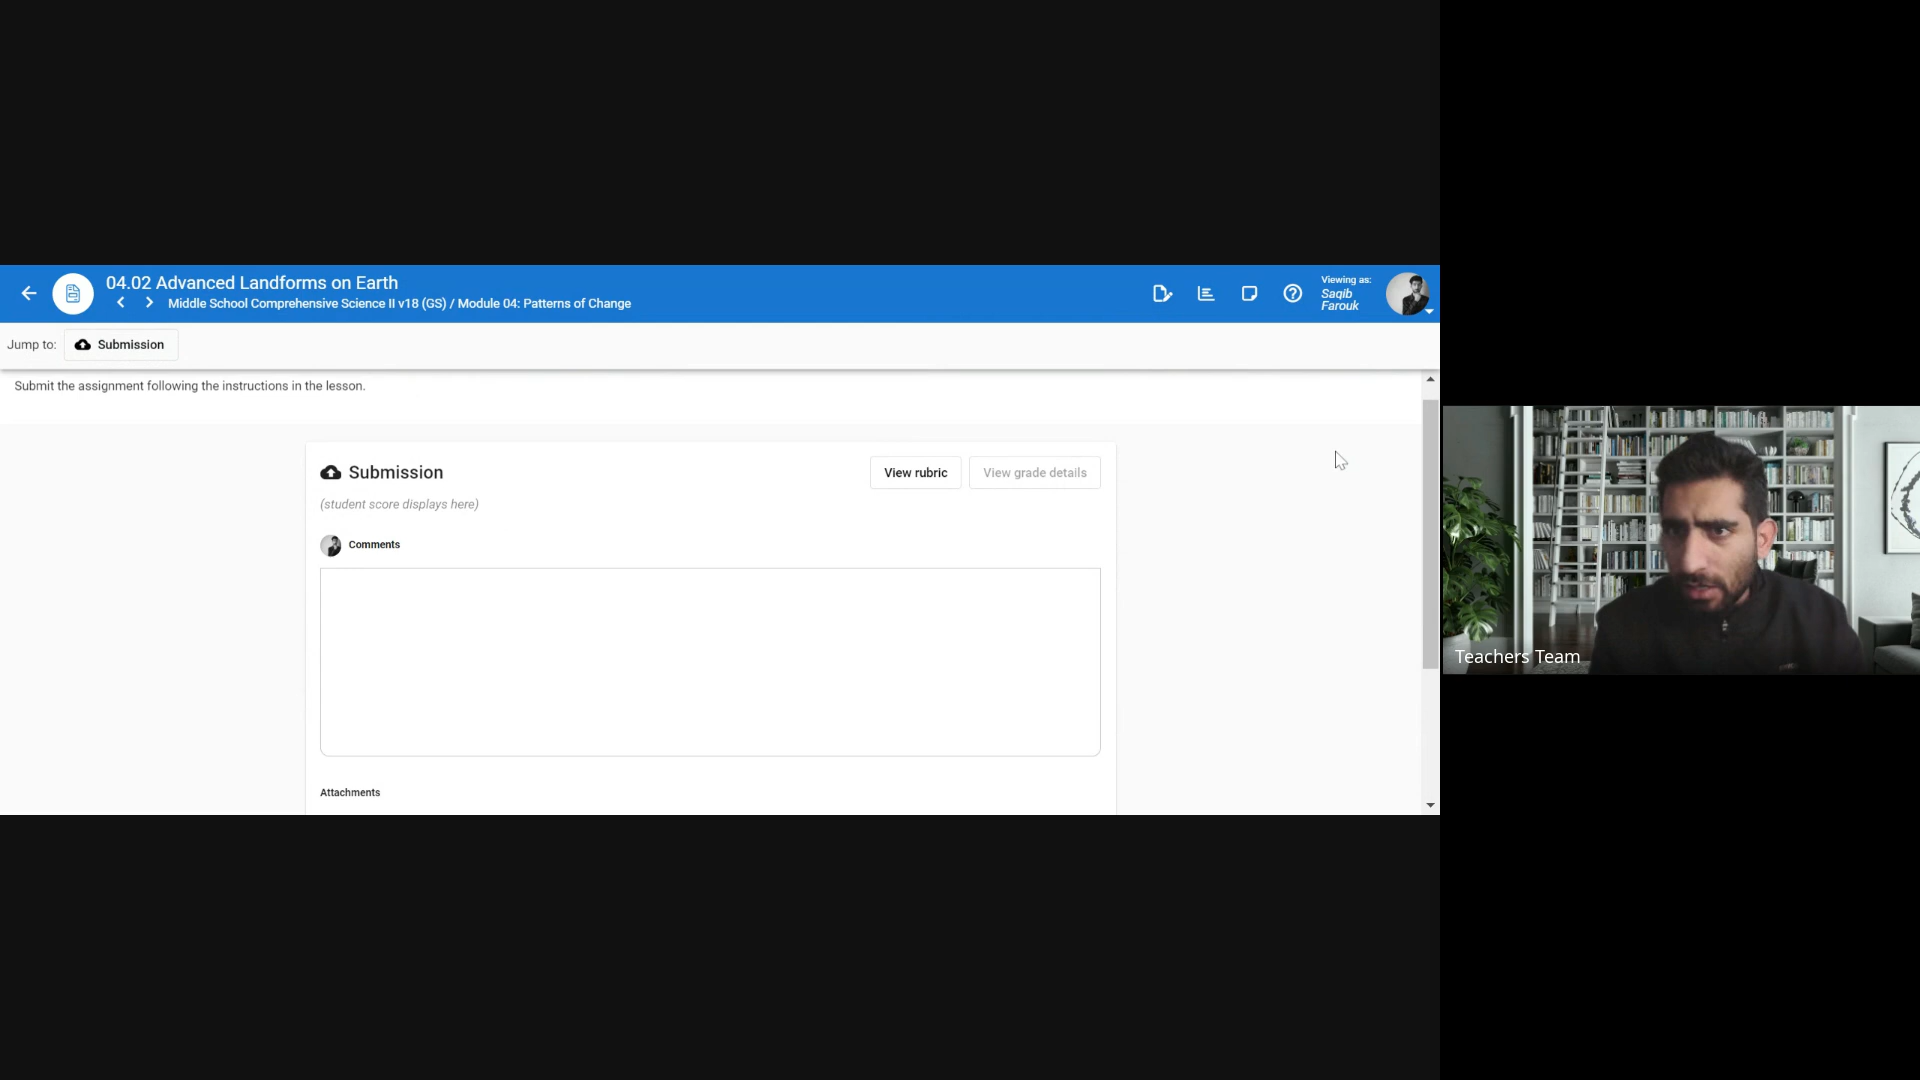 04.02 Advanced Landforms on Earth
Middle School Comprehensive Science II v18 (GS) / Module 04: Patterns of Change
Viewing as:
Saqib
Farouk
Jump to:
Submission
Submit the assignment following the instructions in the lesson.
Submission
View rubric
View grade details
(student score displays here)
Comments
Attachments
Teachers Team